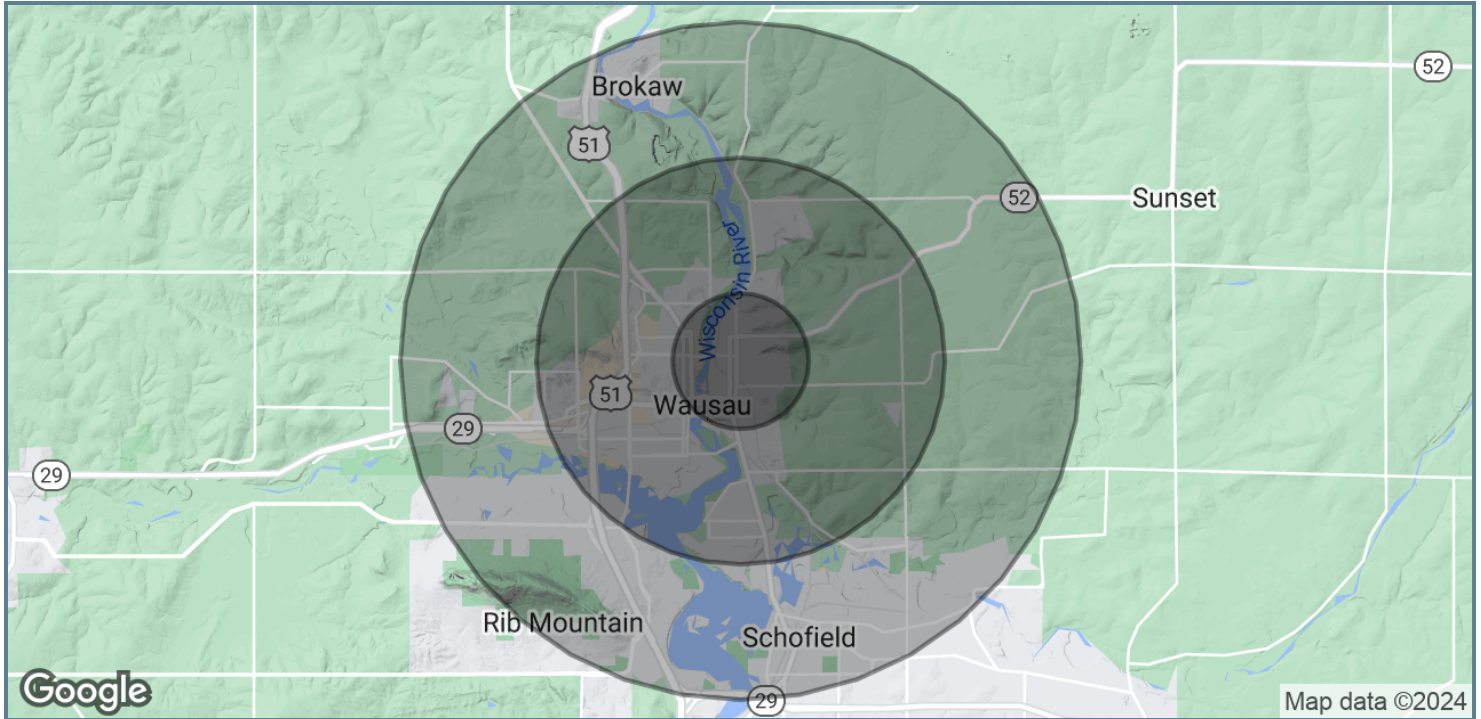 52
Brokaw
51
52
Sunset
Wisconsin River
51
Wausau
29
29
Rib Mountain
Schofield
Google
29
Map data ©2024